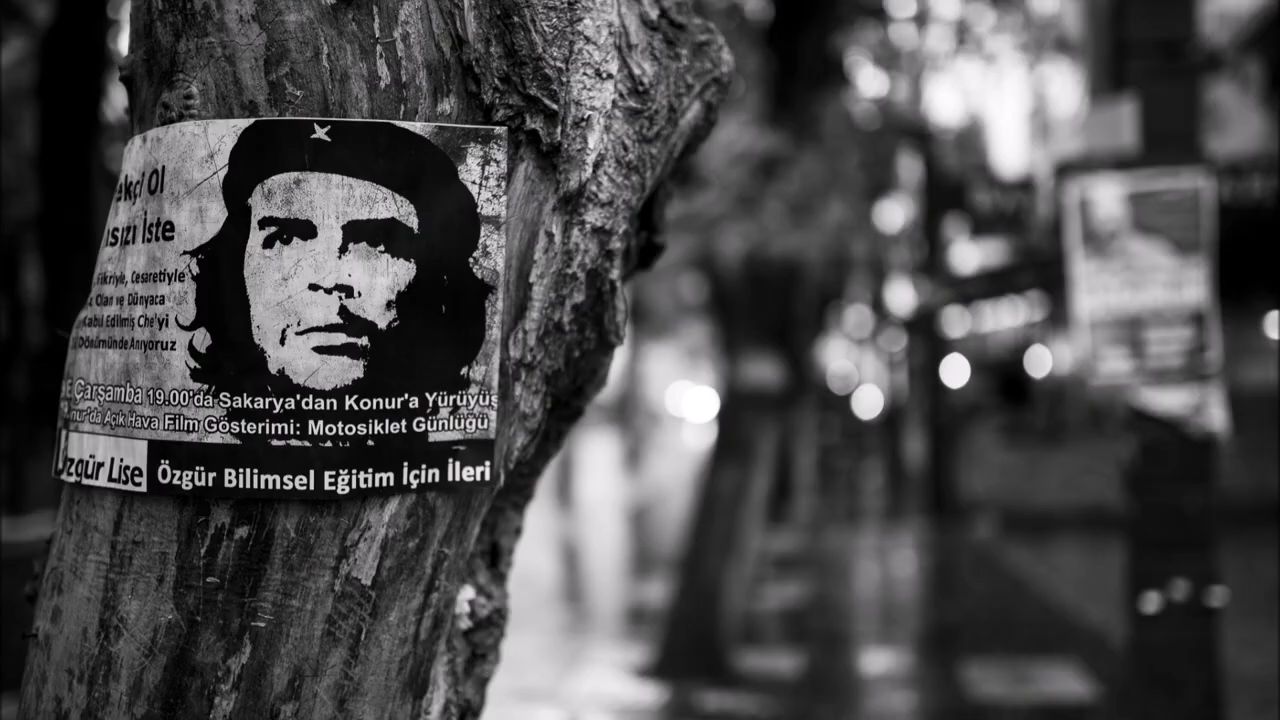 Ol
İste
Fikriyle, Cesaretiyle
Olan ve Dünyaca
Kabul Edilmiş Che'yi
Dönümünde Anıyoruz
Çarşamba 19.00'da Sakarya'dan Konur'a Yürüyüş
nur'da Açık Hava Film Gösterimi: Motosiklet Günlüğü
Özgür Lise
Özgür Bilimsel Eğitim İçin İleri